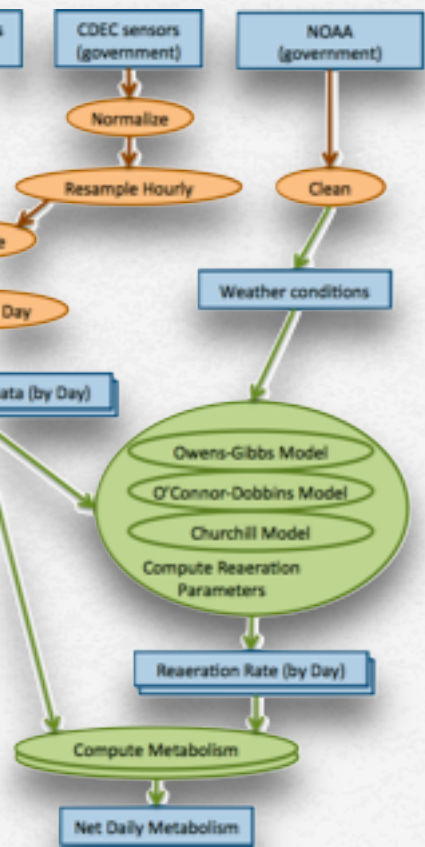 s
CDEC sensors
(government)
NOAA
(government)
Normalize
Resample Hourly
Clean
e
Weather conditions
Day
ata (by Day)
Owens-Gibbs Model
O'Connor-Dobbins Model
Churchill Model
Compute Reaeration
Parameters
Reaeration Rate (by Day)
Compute Metabolism
Net Daily Metabolism